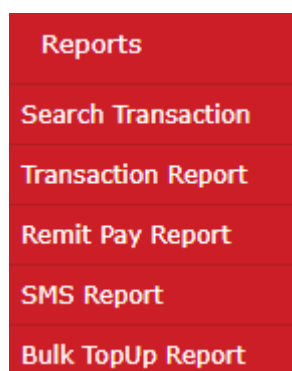 Reports
Search Transaction
Transaction Report
Remit Pay Report
SMS Report
Bulk TopUp Report